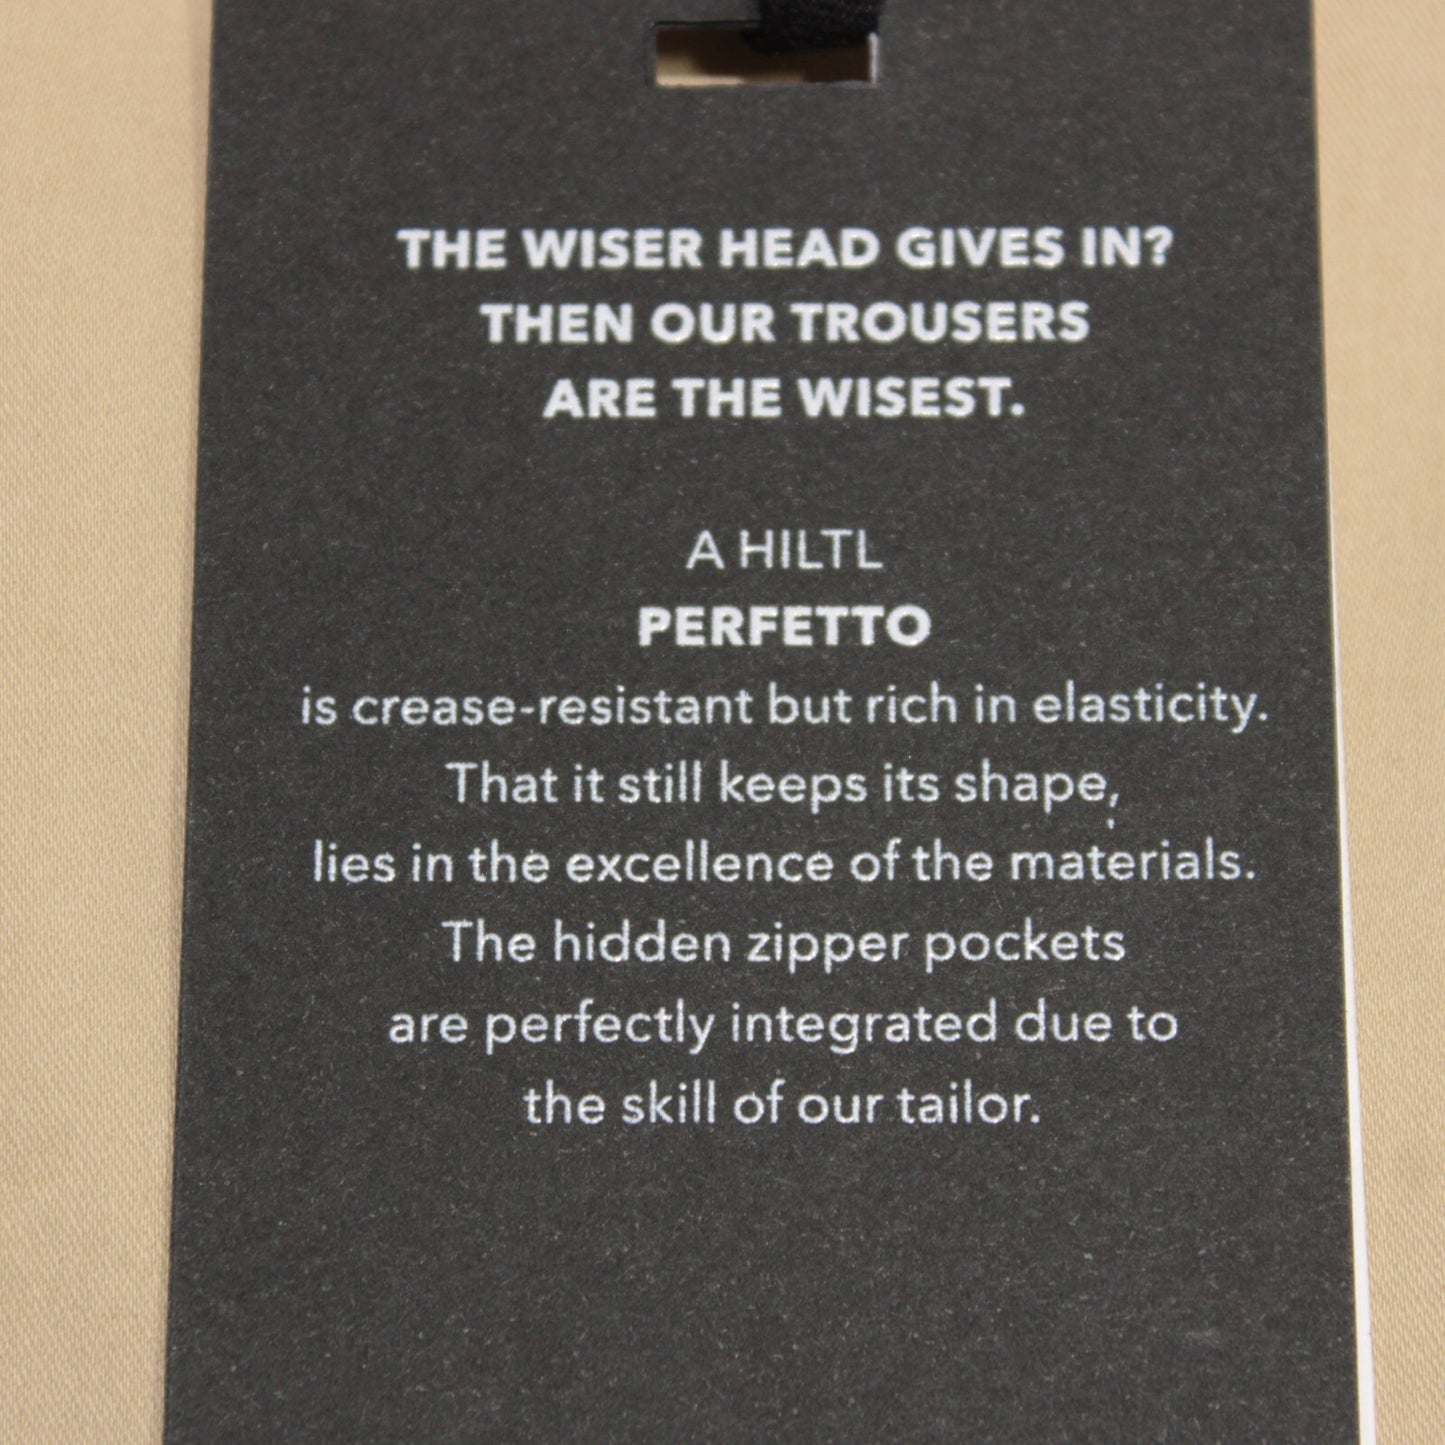 THE WISER HEAD GIVES IN?
THEN OUR TROUSERS
ARE THE WISEST.
A HILTL
PERFETTO
is crease-resistant but rich in elasticity.
That it still keeps its shape,
lies in the excellence of the materials.
The hidden zipper pockets
are perfectly integrated due to
the skill of our tailor.